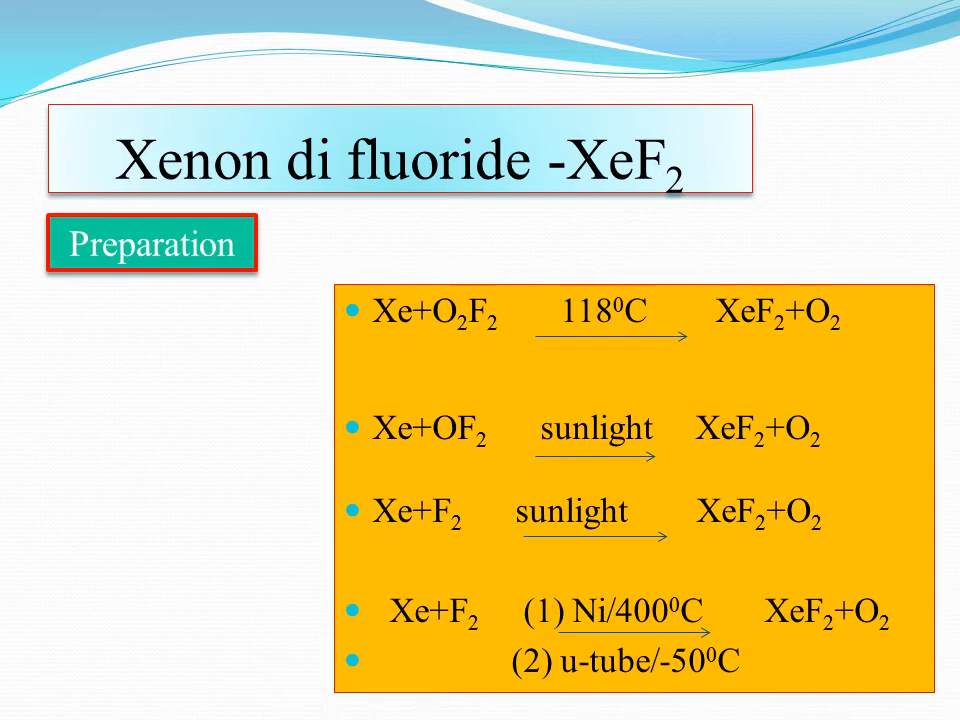 Xenon di fluoride -XeF₂
Preparation
• Xe+O₂F₂ 118⁰C XeF₂+O₂
• Xe+OF₂ sunlight XeF₂+O₂
• Xe+F₂ sunlight XeF₂+O₂
• Xe+F₂ (1) Ni/400⁰C XeF₂+O₂
• (2) u-tube/-50⁰C